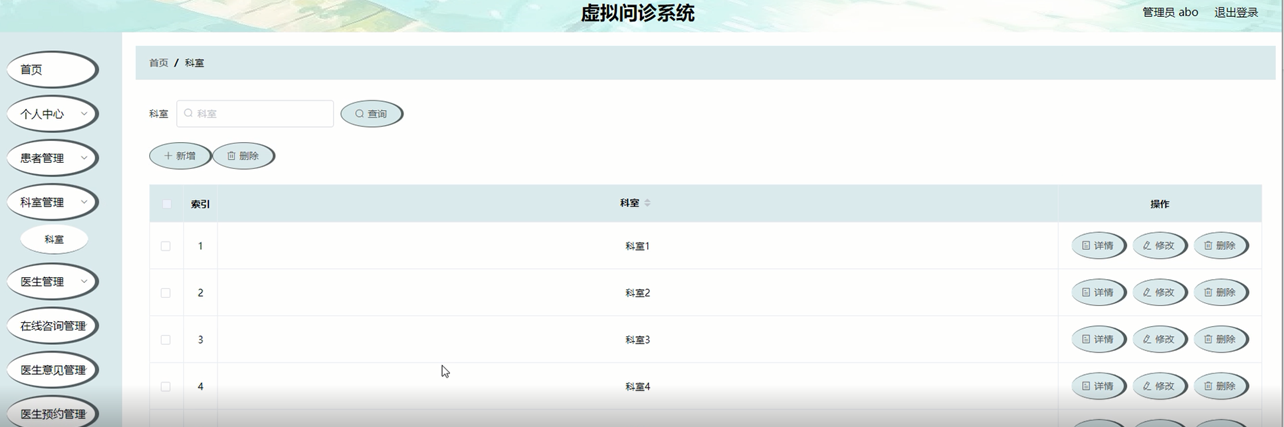 虚拟问诊系统
管理员 abo 退出登录
首页
个人中心
患者管理
科室管理
科室
医生管理
在线咨询管理
医生意见管理
医生预约管理
首页 / 科室
科室 科室 查询
新增 删除
索引 科室 操作
1 科室1 详情 修改 删除
2 科室2 详情 修改 删除
3 科室3 详情 修改 删除
4 科室4 详情 修改 删除